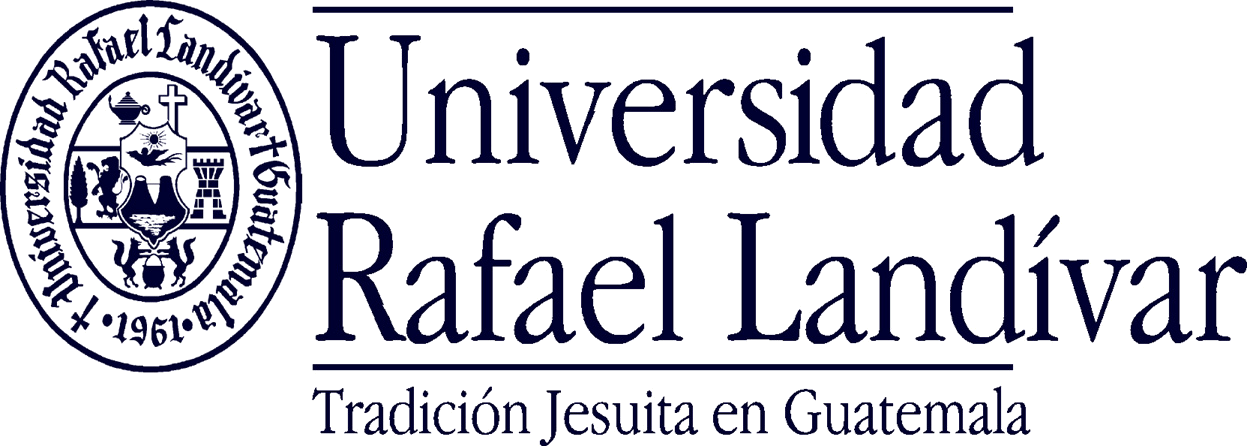 † Universidad Rafael Landívar † Guatemala • 1961 •
Universidad
Rafael Landívar
Tradición Jesuita en Guatemala